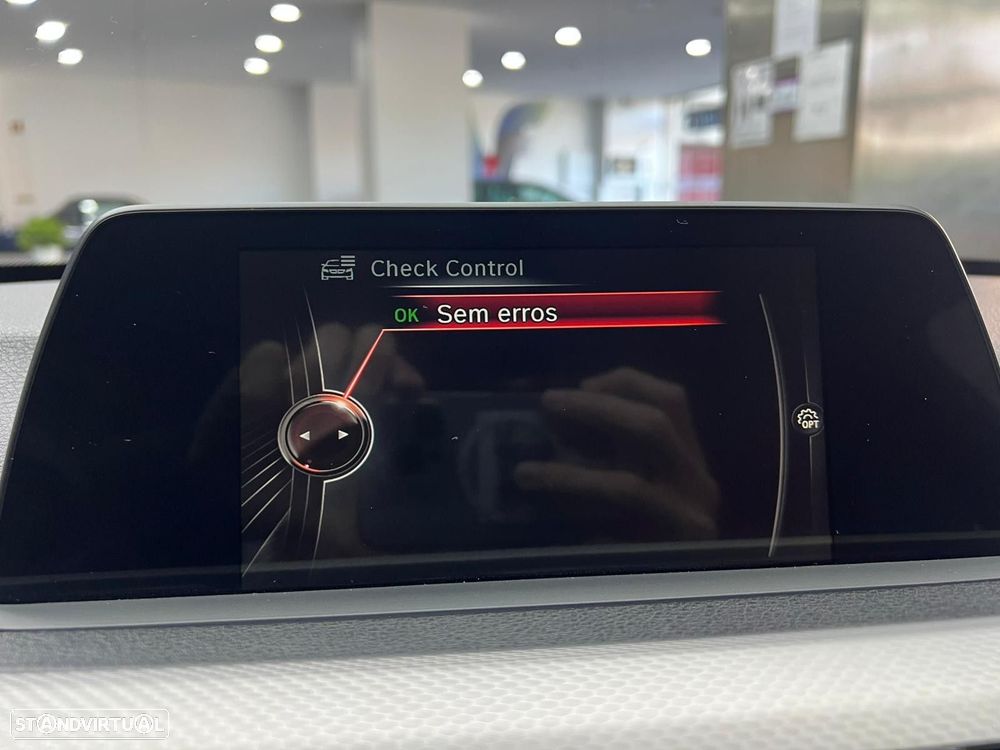 Check Control
OK Sem erros
OPT
STANDVIRTUAL